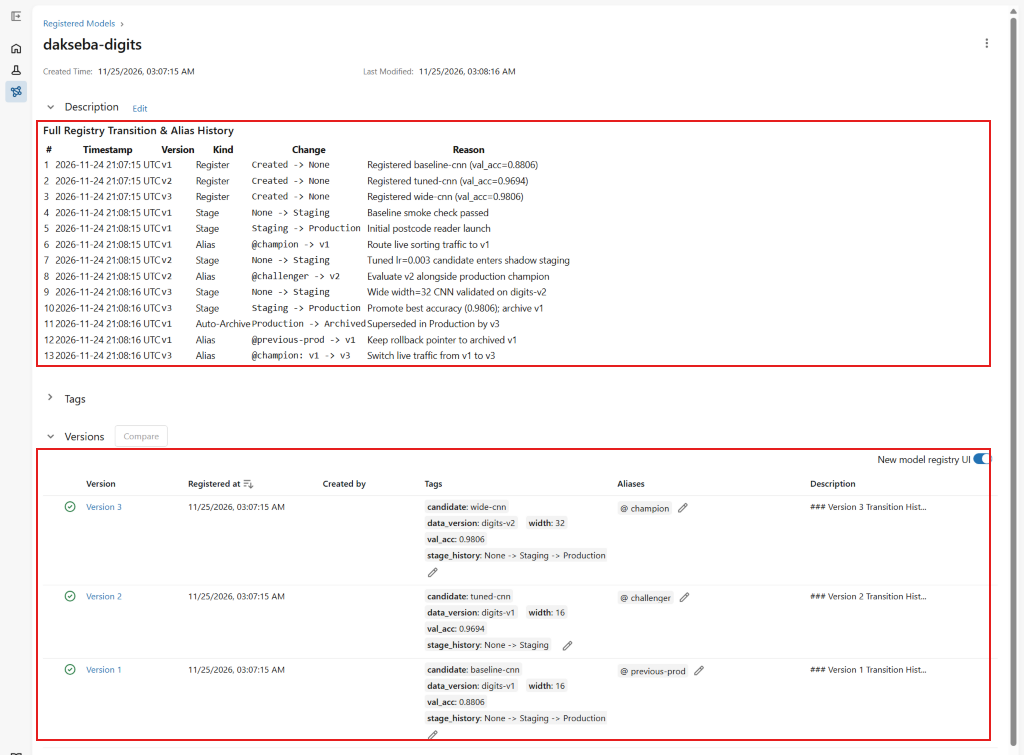 Registered Models >
dakseba-digits
Created Time: 11/25/2026, 03:07:15 AM Last Modified: 11/25/2026, 03:08:16 AM
Description Edit
Full Registry Transition & Alias History
# Timestamp Version Kind Change Reason
1 2026-11-24 21:07:15 UTC v1 Register Created -> None Registered baseline-cnn (val_acc=0.8806)
2 2026-11-24 21:07:15 UTC v2 Register Created -> None Registered tuned-cnn (val_acc=0.9694)
3 2026-11-24 21:07:15 UTC v3 Register Created -> None Registered wide-cnn (val_acc=0.9806)
4 2026-11-24 21:08:15 UTC v1 Stage None -> Staging Baseline smoke check passed
5 2026-11-24 21:08:15 UTC v1 Stage Staging -> Production Initial postcode reader launch
6 2026-11-24 21:08:15 UTC v1 Alias @champion -> v1 Route live sorting traffic to v1
7 2026-11-24 21:08:15 UTC v2 Stage None -> Staging Tuned lr=0.003 candidate enters shadow staging
8 2026-11-24 21:08:15 UTC v2 Alias @challenger -> v2 Evaluate v2 alongside production champion
9 2026-11-24 21:08:16 UTC v3 Stage None -> Staging Wide width=32 CNN validated on digits-v2
10 2026-11-24 21:08:16 UTC v3 Stage Staging -> Production Promote best accuracy (0.9806); archive v1
11 2026-11-24 21:08:16 UTC v1 Auto-Archive Production -> Archived Superseded in Production by v3
12 2026-11-24 21:08:16 UTC v1 Alias @previous-prod -> v1 Keep rollback pointer to archived v1
13 2026-11-24 21:08:16 UTC v3 Alias @champion: v1 -> v3 Switch live traffic from v1 to v3
Tags
Versions Compare
New model registry UI
Version Registered at Created by Tags Aliases Description
Version 3 11/25/2026, 03:07:15 AM candidate: wide-cnn @ champion ### Version 3 Transition Hist...
data_version: digits-v2 width: 32
val_acc: 0.9806
stage_history: None -> Staging -> Production
Version 2 11/25/2026, 03:07:15 AM candidate: tuned-cnn @ challenger ### Version 2 Transition Hist...
data_version: digits-v1 width: 16
val_acc: 0.9694
stage_history: None -> Staging
Version 1 11/25/2026, 03:07:15 AM candidate: baseline-cnn @ previous-prod ### Version 1 Transition Hist...
data_version: digits-v1 width: 16
val_acc: 0.8806
stage_history: None -> Staging -> Production